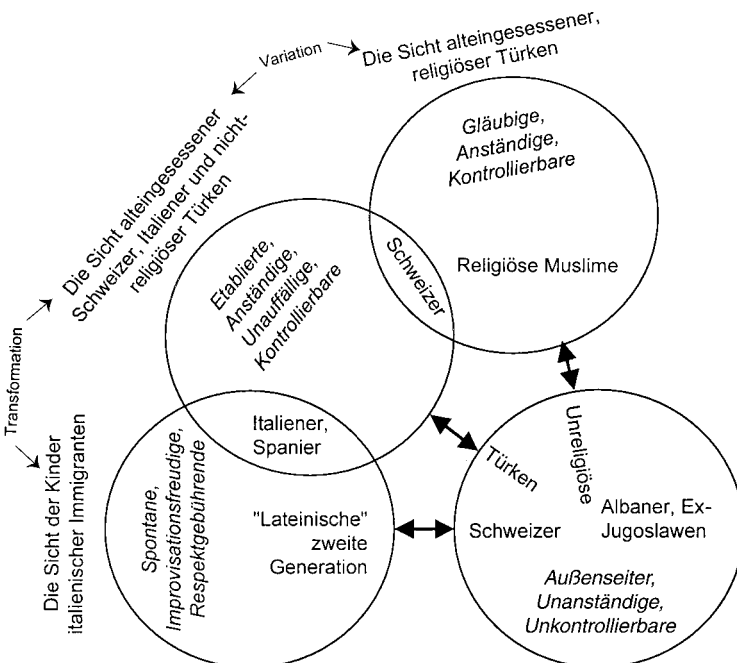 Variation
Die Sicht alteingesessener,
religiöser Türken
Die Sicht alteingesessener
Schweizer, Italiener und nicht-
religiöser Türken
Transformation
Die Sicht der Kinder
italienischer Immigranten
Gläubige,
Anständige,
Kontrollierbare
Religiöse Muslime
Schweizer
Etablierte,
Anständige,
Unauffällige,
Kontrollierbare
Italiener,
Spanier
Spontane,
Improvisationsfreudige,
Respektgebührende
"Lateinische"
zweite
Generation
Türken
Unreligiöse
Schweizer
Albaner, Ex-
Jugoslawen
Außenseiter,
Unanständige,
Unkontrollierbare